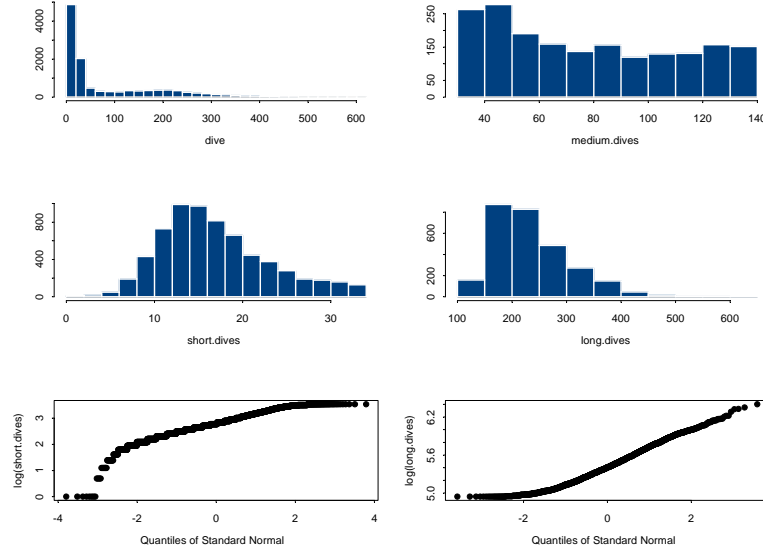 0 2000 4000
0 100 200 300 400 500 600
dive
0 50 150 250
40 60 80 100 120 140
medium.dives
0 400 800
0 10 20 30
short.dives
0 200 600
100 200 300 400 500 600
long.dives
log(short.dives)
0 1 2 3
-4 -2 0 2 4
Quantiles of Standard Normal
log(long.dives)
5.0 5.6 6.2
-2 0 2
Quantiles of Standard Normal